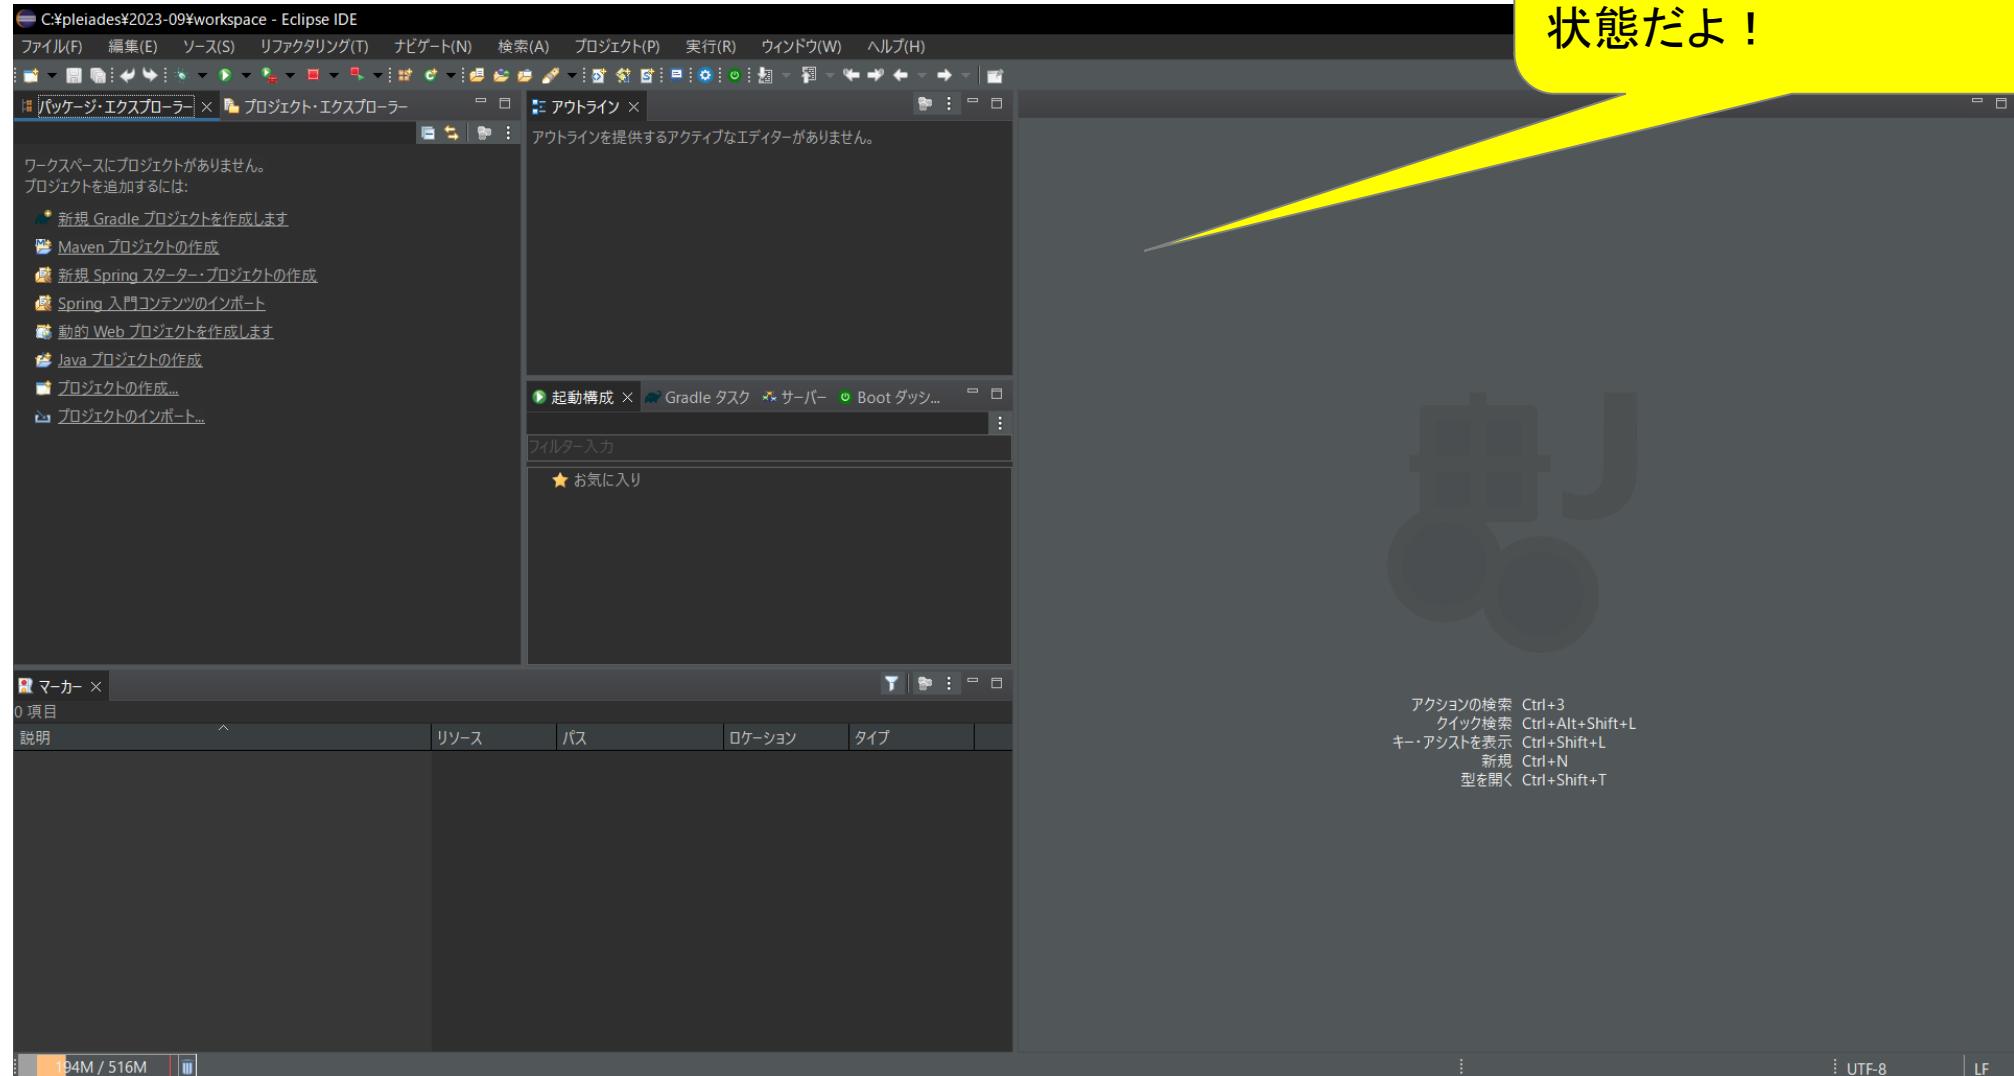 C:¥pleiades¥2023-09¥workspace - Eclipse IDE
状態だよ！
ファイル(F) 編集(E) ソース(S) リファクタリング(T) ナビゲート(N) 検索(A) プロジェクト(P) 実行(R) ウィンドウ(W) ヘルプ(H)
パッケージ・エクスプローラー プロジェクト・エクスプローラー
ワークスペースにプロジェクトがありません。
プロジェクトを追加するには:
新規 Gradle プロジェクトを作成します
Maven プロジェクトの作成
新規 Spring スターター・プロジェクトの作成
Spring 入門コンテンツのインポート
動的 Web プロジェクトを作成します
Java プロジェクトの作成
プロジェクトの作成...
プロジェクトのインポート...
アウトライン
アウトラインを提供するアクティブなエディターがありません。
起動構成 Gradle タスク サーバー Boot ダッシ...
フィルター入力
お気に入り
マーカー
0 項目
説明 リソース パス ロケーション タイプ
J
アクションの検索 Ctrl+3
クイック検索 Ctrl+Alt+Shift+L
キー・アシストを表示 Ctrl+Shift+L
新規 Ctrl+N
型を開く Ctrl+Shift+T
194M / 516M
UTF-8 LF